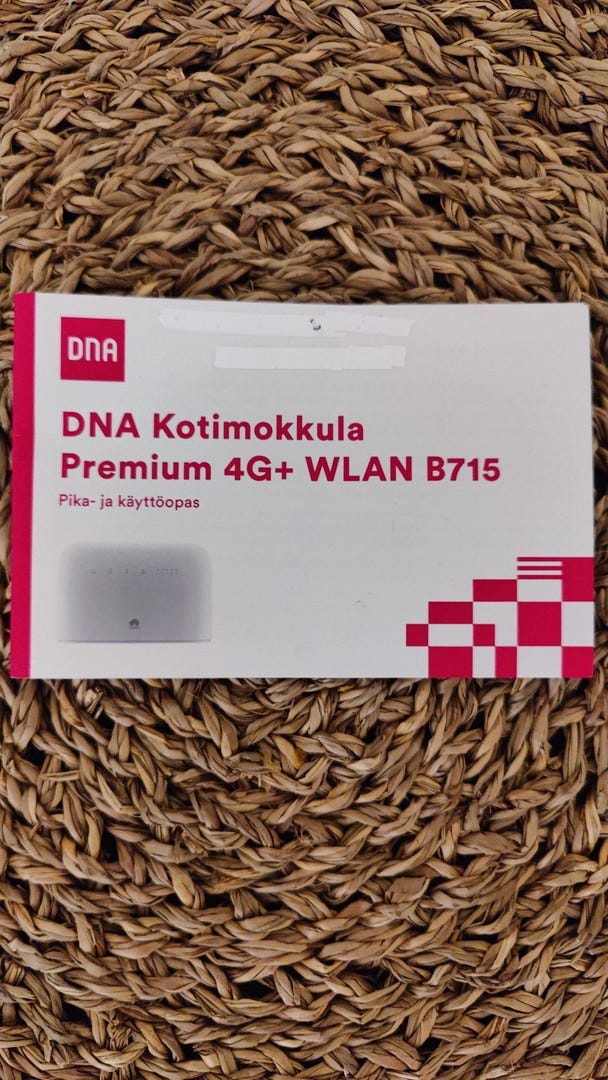 DNA
DNA Kotimokkula
Premium 4G+ WLAN B715
Pika- ja käyttöopas